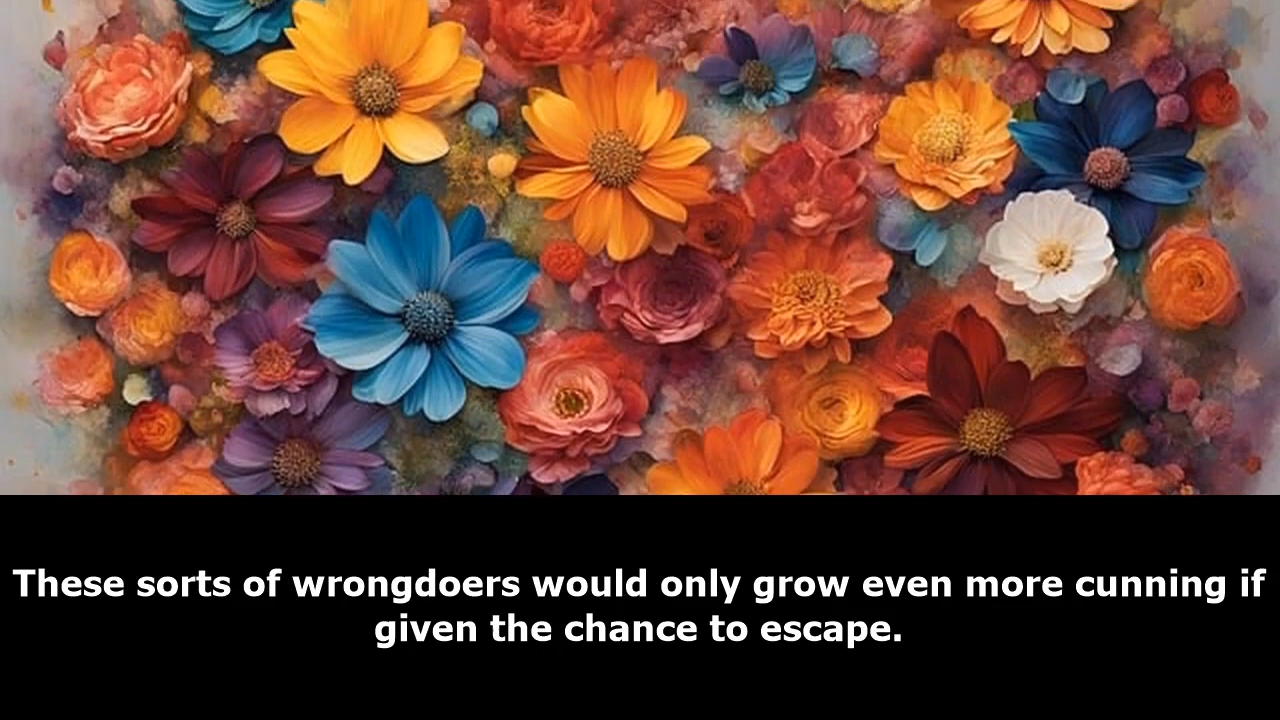 These sorts of wrongdoers would only grow even more cunning if
given the chance to escape.